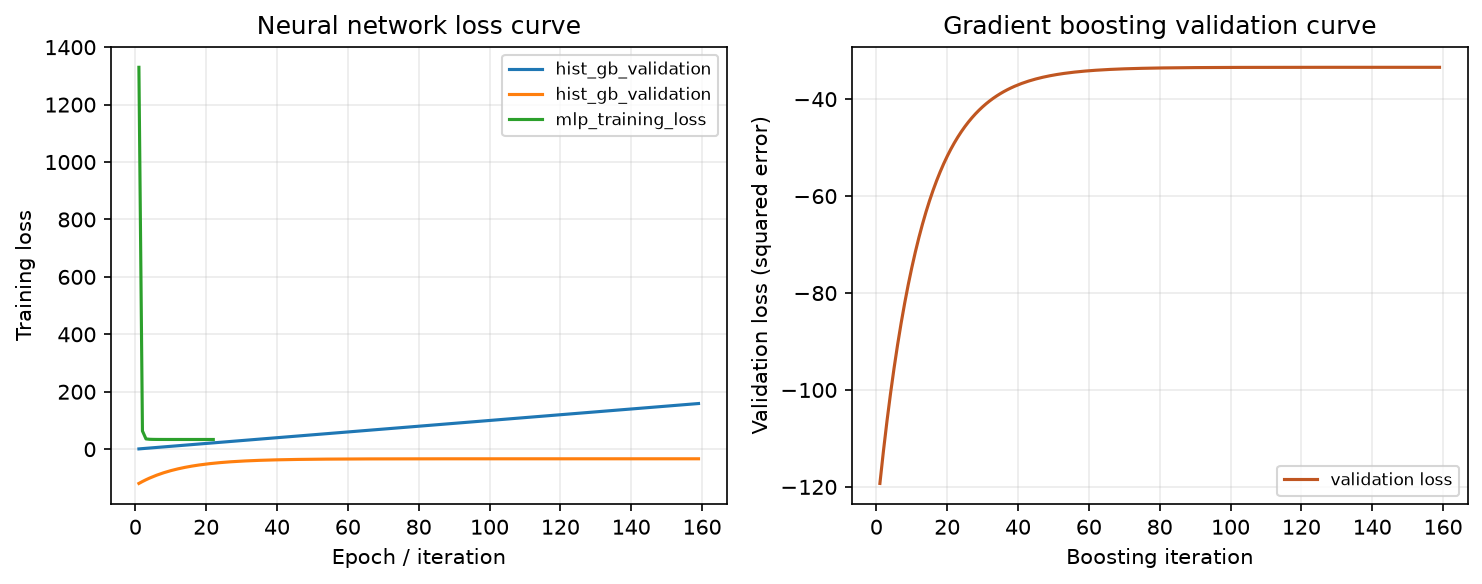 Neural network loss curve
1400
1200
1000
800
600
400
200
0
Training loss
hist_gb_validation
hist_gb_validation
mlp_training_loss
0 20 40 60 80 100 120 140 160
Epoch / iteration
Gradient boosting validation curve
−40
−60
−80
−100
−120
Validation loss (squared error)
validation loss
0 20 40 60 80 100 120 140 160
Boosting iteration